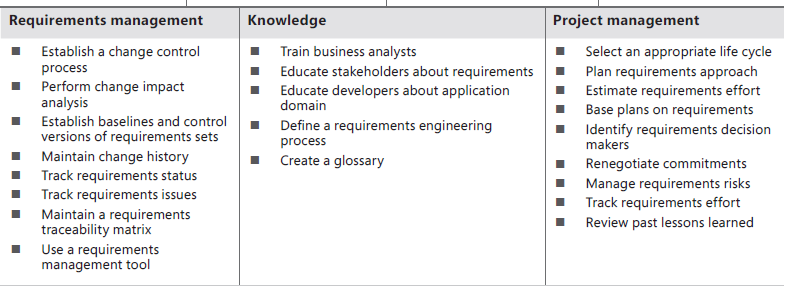 Requirements management
■ Establish a change control
process
■ Perform change impact
analysis
■ Establish baselines and control
versions of requirements sets
■ Maintain change history
■ Track requirements status
■ Track requirements issues
■ Maintain a requirements
traceability matrix
■ Use a requirements
management tool
Knowledge
■ Train business analysts
■ Educate stakeholders about requirements
■ Educate developers about application
domain
■ Define a requirements engineering
process
■ Create a glossary
Project management
■ Select an appropriate life cycle
■ Plan requirements approach
■ Estimate requirements effort
■ Base plans on requirements
■ Identify requirements decision
makers
■ Renegotiate commitments
■ Manage requirements risks
■ Track requirements effort
■ Review past lessons learned